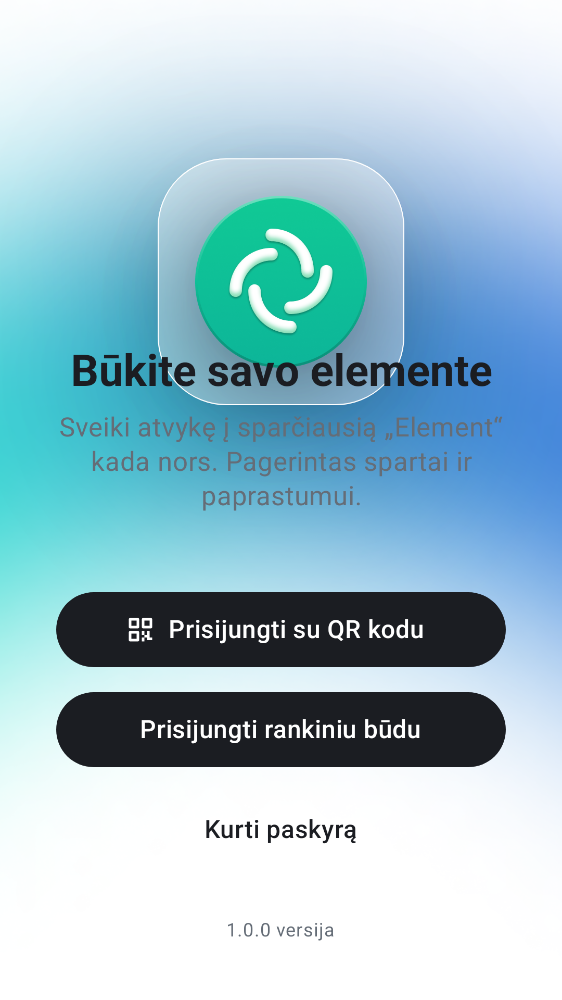 Būkite savo elemente
Sveiki atvykę į sparčiausią „Element“
kada nors. Pagerintas spartai ir
paprastumui.
Prisijungti su QR kodu
Prisijungti rankiniu būdu
Kurti paskyrą
1.0.0 versija